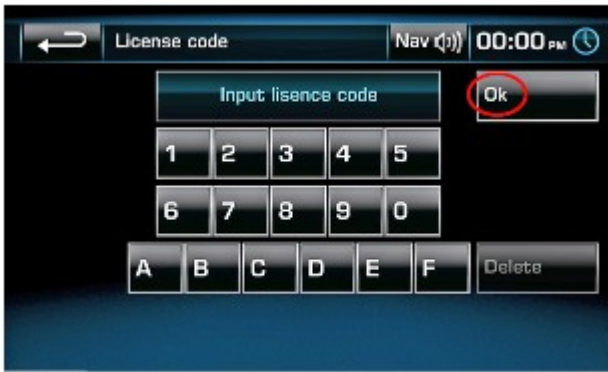 License code Nav 00:00 PM
Input lisence code Ok
1 2 3 4 5
6 7 8 9 0
A B C D E F Delete